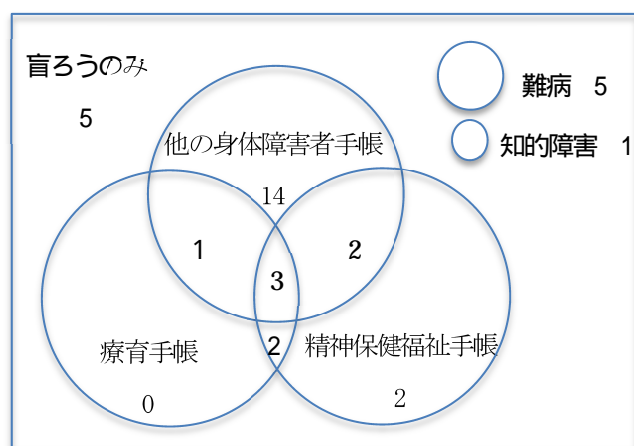 盲ろうのみ
5
難病 5
知的障害 1
他の身体障害者手帳
14
1
2
3
療育手帳
2
精神保健福祉手帳
0
2